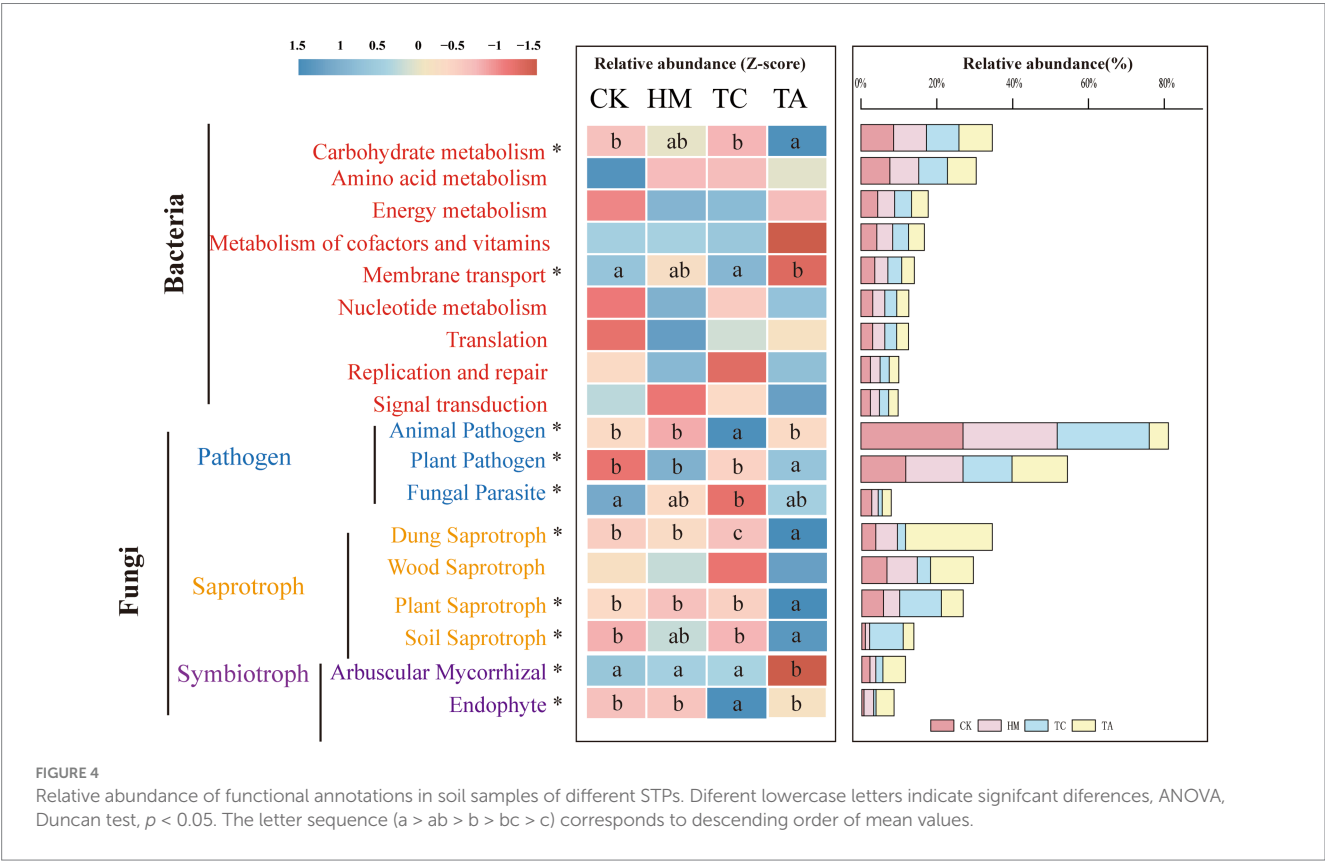 1.5 1 0.5 0 −0.5 −1 −1.5
Relative abundance (Z-score)
CK HM TC TA
Relative abundance(%)
0% 20% 40% 60% 80%
Bacteria
Carbohydrate metabolism * b ab b a
Amino acid metabolism
Energy metabolism
Metabolism of cofactors and vitamins
Membrane transport * a ab a b
Nucleotide metabolism
Translation
Replication and repair
Signal transduction
Fungi
Pathogen
Animal Pathogen * b b a b
Plant Pathogen * b b b a
Fungal Parasite * a ab b ab
Saprotroph
Dung Saprotroph * b b c a
Wood Saprotroph
Plant Saprotroph * b b b a
Soil Saprotroph * b ab b a
Symbiotroph
Arbuscular Mycorrhizal * a a a b
Endophyte * b b a b
CK HM TC TA
FIGURE 4
Relative abundance of functional annotations in soil samples of different STPs. Diferent lowercase letters indicate signifcant diferences, ANOVA,
Duncan test, p < 0.05. The letter sequence (a > ab > b > bc > c) corresponds to descending order of mean values.